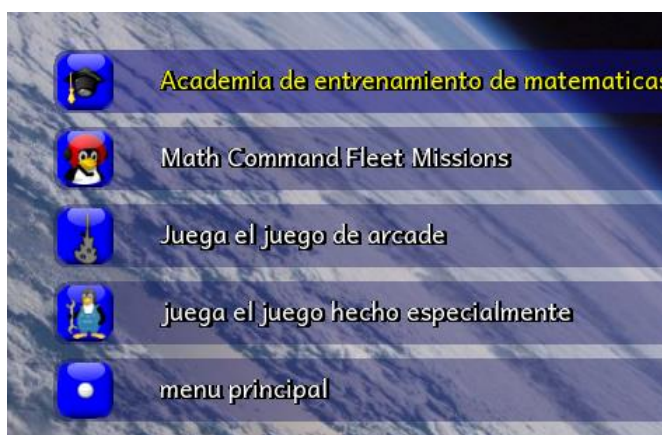 Academia de entrenamiento de matematicas
Math Command Fleet Missions
Juega el juego de arcade
juega el juego hecho especialmente
menu principal